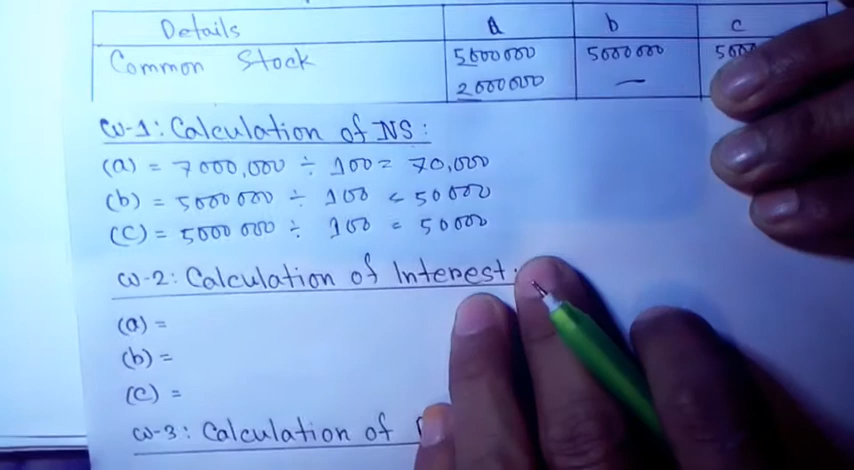 Details a b c
Common Stock 5000000 5000000
2000000 —
W-1: Calculation of NS:
(a) = 7000,000 ÷ 100 = 70,000
(b) = 5000000 ÷ 100 = 50000
(c) = 5000000 ÷ 100 = 50000
W-2: Calculation of Interest:
(a) =
(b) =
(c) =
W-3: Calculation of